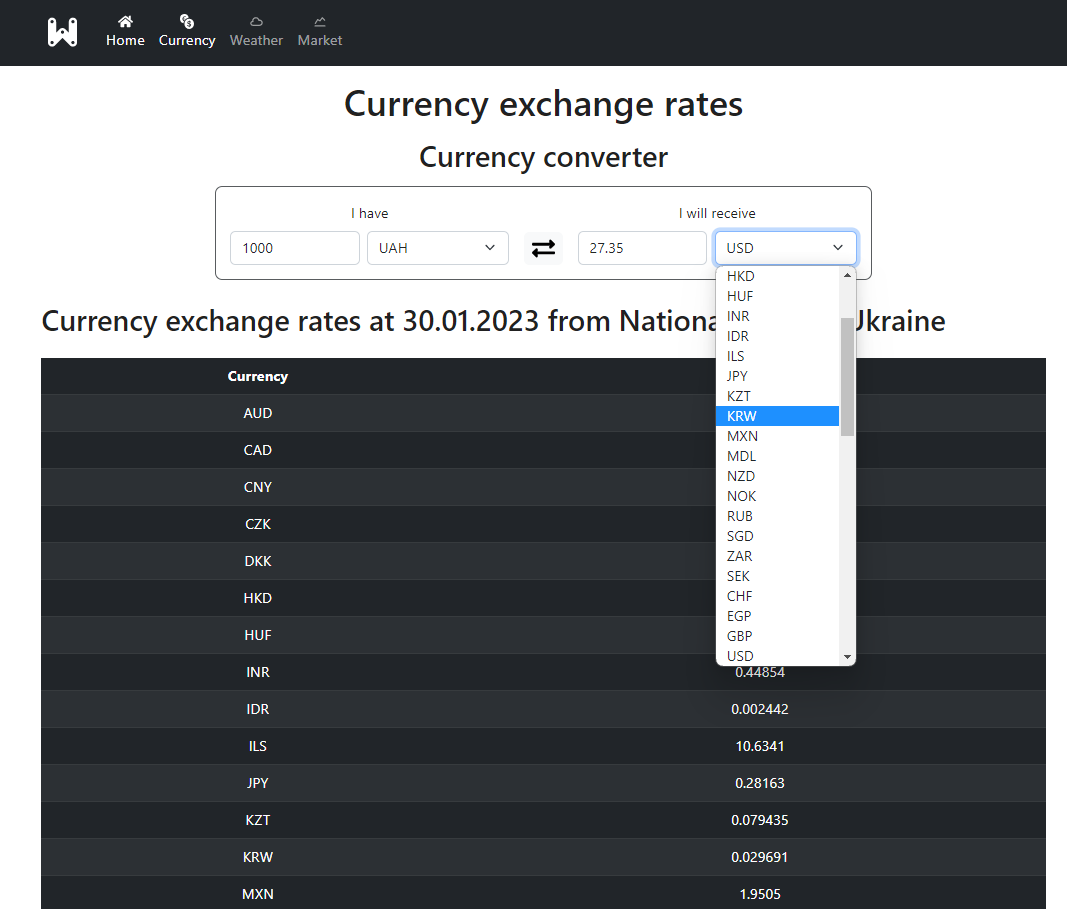 Home Currency Weather Market
Currency exchange rates
Currency converter
I have I will receive
1000 UAH 27.35 USD
HKD
HUF
INR
IDR
ILS
JPY
KZT
KRW
MXN
MDL
NZD
NOK
RUB
SGD
ZAR
SEK
CHF
EGP
GBP
USD
Currency exchange rates at 30.01.2023 from Ukraine
Currency
AUD
CAD
CNY
CZK
DKK
HKD
HUF
INR 0.44854
IDR 0.002442
ILS 10.6341
JPY 0.28163
KZT 0.079435
KRW 0.029691
MXN 1.9505